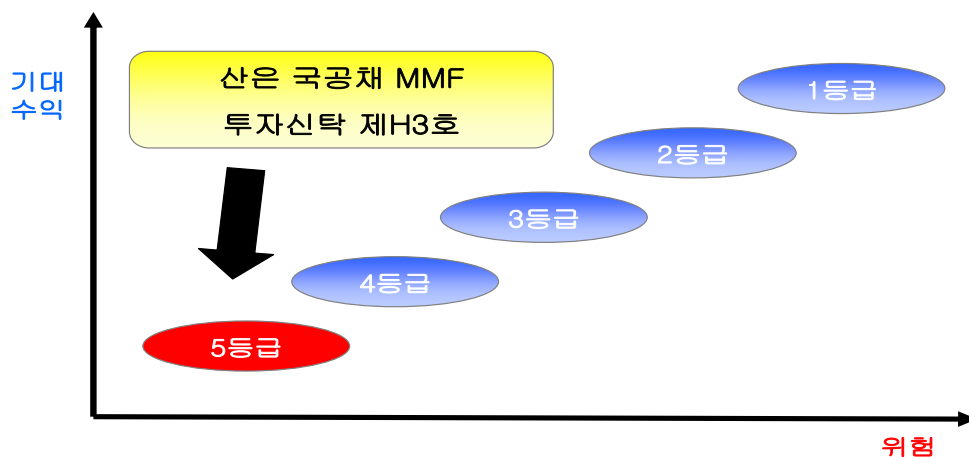 기대
수익
산은 국공채 MMF
투자신탁 제H3호
1등급
2등급
3등급
4등급
5등급
위험